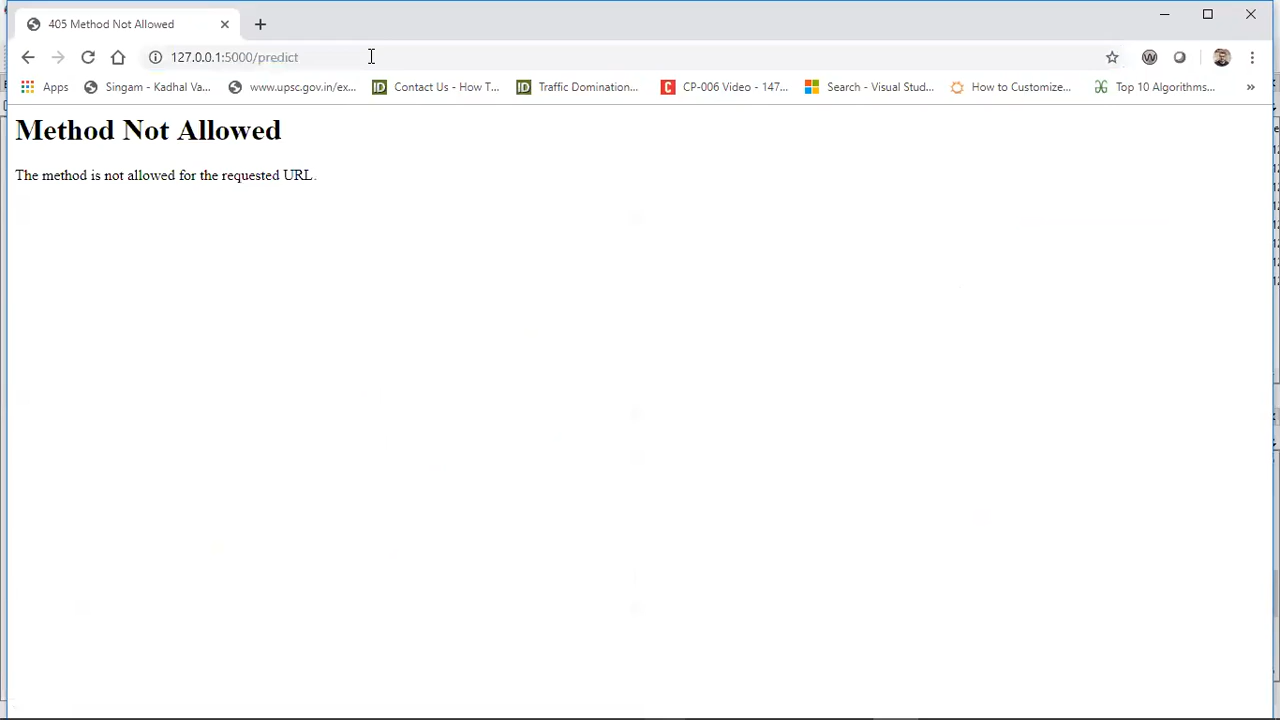 405 Method Not Allowed
127.0.0.1:5000/predict
Apps Singam - Kadhal Va... www.upsc.gov.in/ex... ID Contact Us - How T... ID Traffic Domination... C CP-006 Video - 147... Search - Visual Stud... How to Customize... Top 10 Algorithms... »
Method Not Allowed
The method is not allowed for the requested URL.